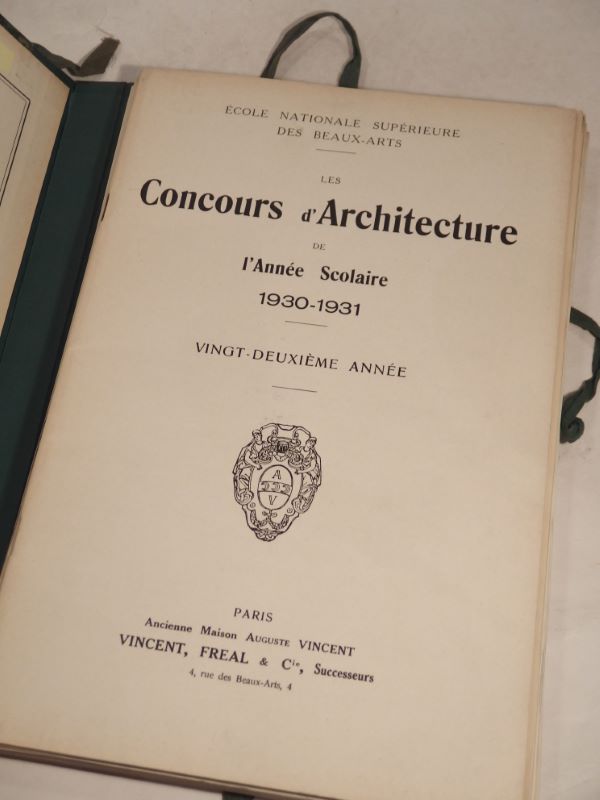 ÉCOLE NATIONALE SUPÉRIEURE
DES BEAUX-ARTS
LES
Concours d'Architecture
DE
l'Année Scolaire
1930-1931
VINGT-DEUXIÈME ANNÉE
A
V
PARIS
Ancienne Maison AUGUSTE VINCENT
VINCENT, FREAL & Cie, Successeurs
4, rue des Beaux-Arts, 4